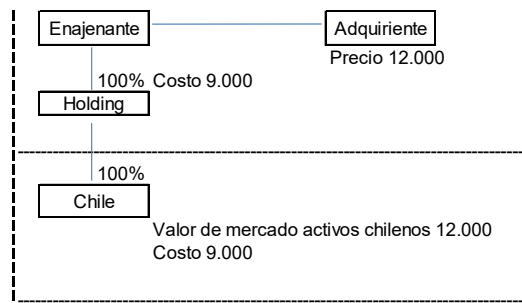 Enajenante
Adquiriente
Precio 12.000
100% Costo 9.000
Holding
100%
Chile
Valor de mercado activos chilenos 12.000
Costo 9.000